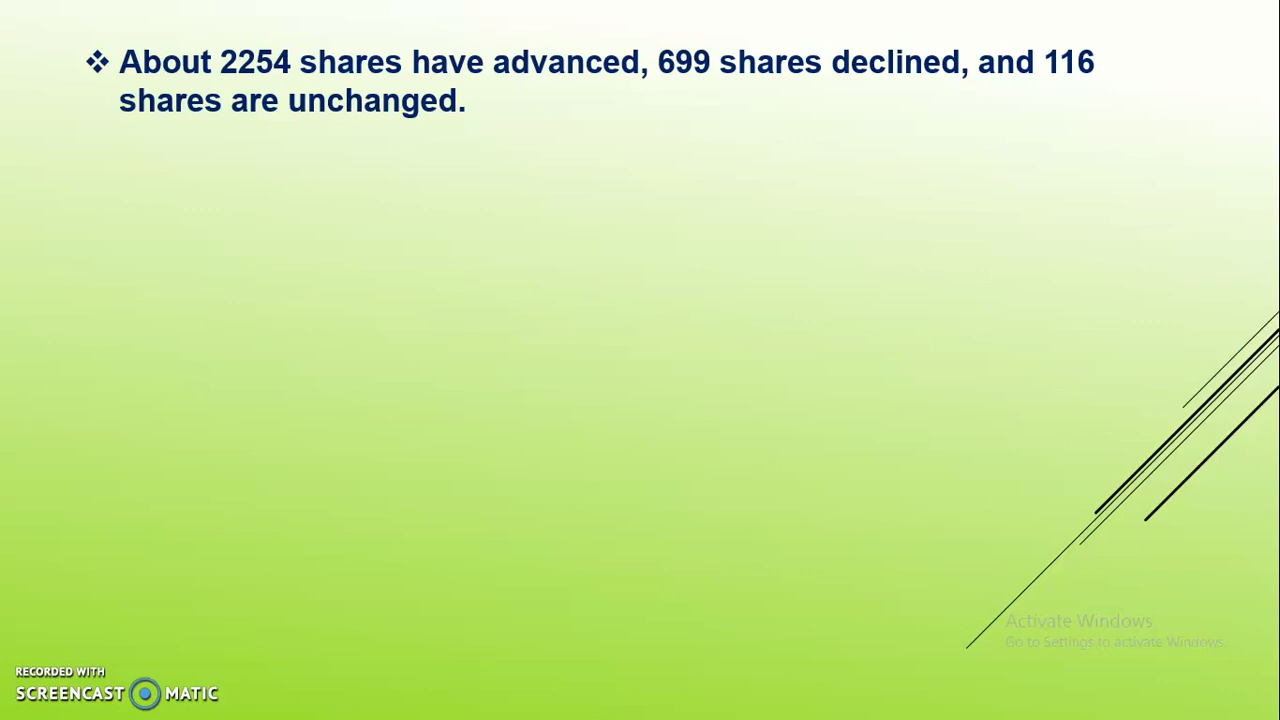 ❖ About 2254 shares have advanced, 699 shares declined, and 116
shares are unchanged.
Activate Windows
Go to Settings to activate Windows.
RECORDED WITH
SCREENCAST MATIC